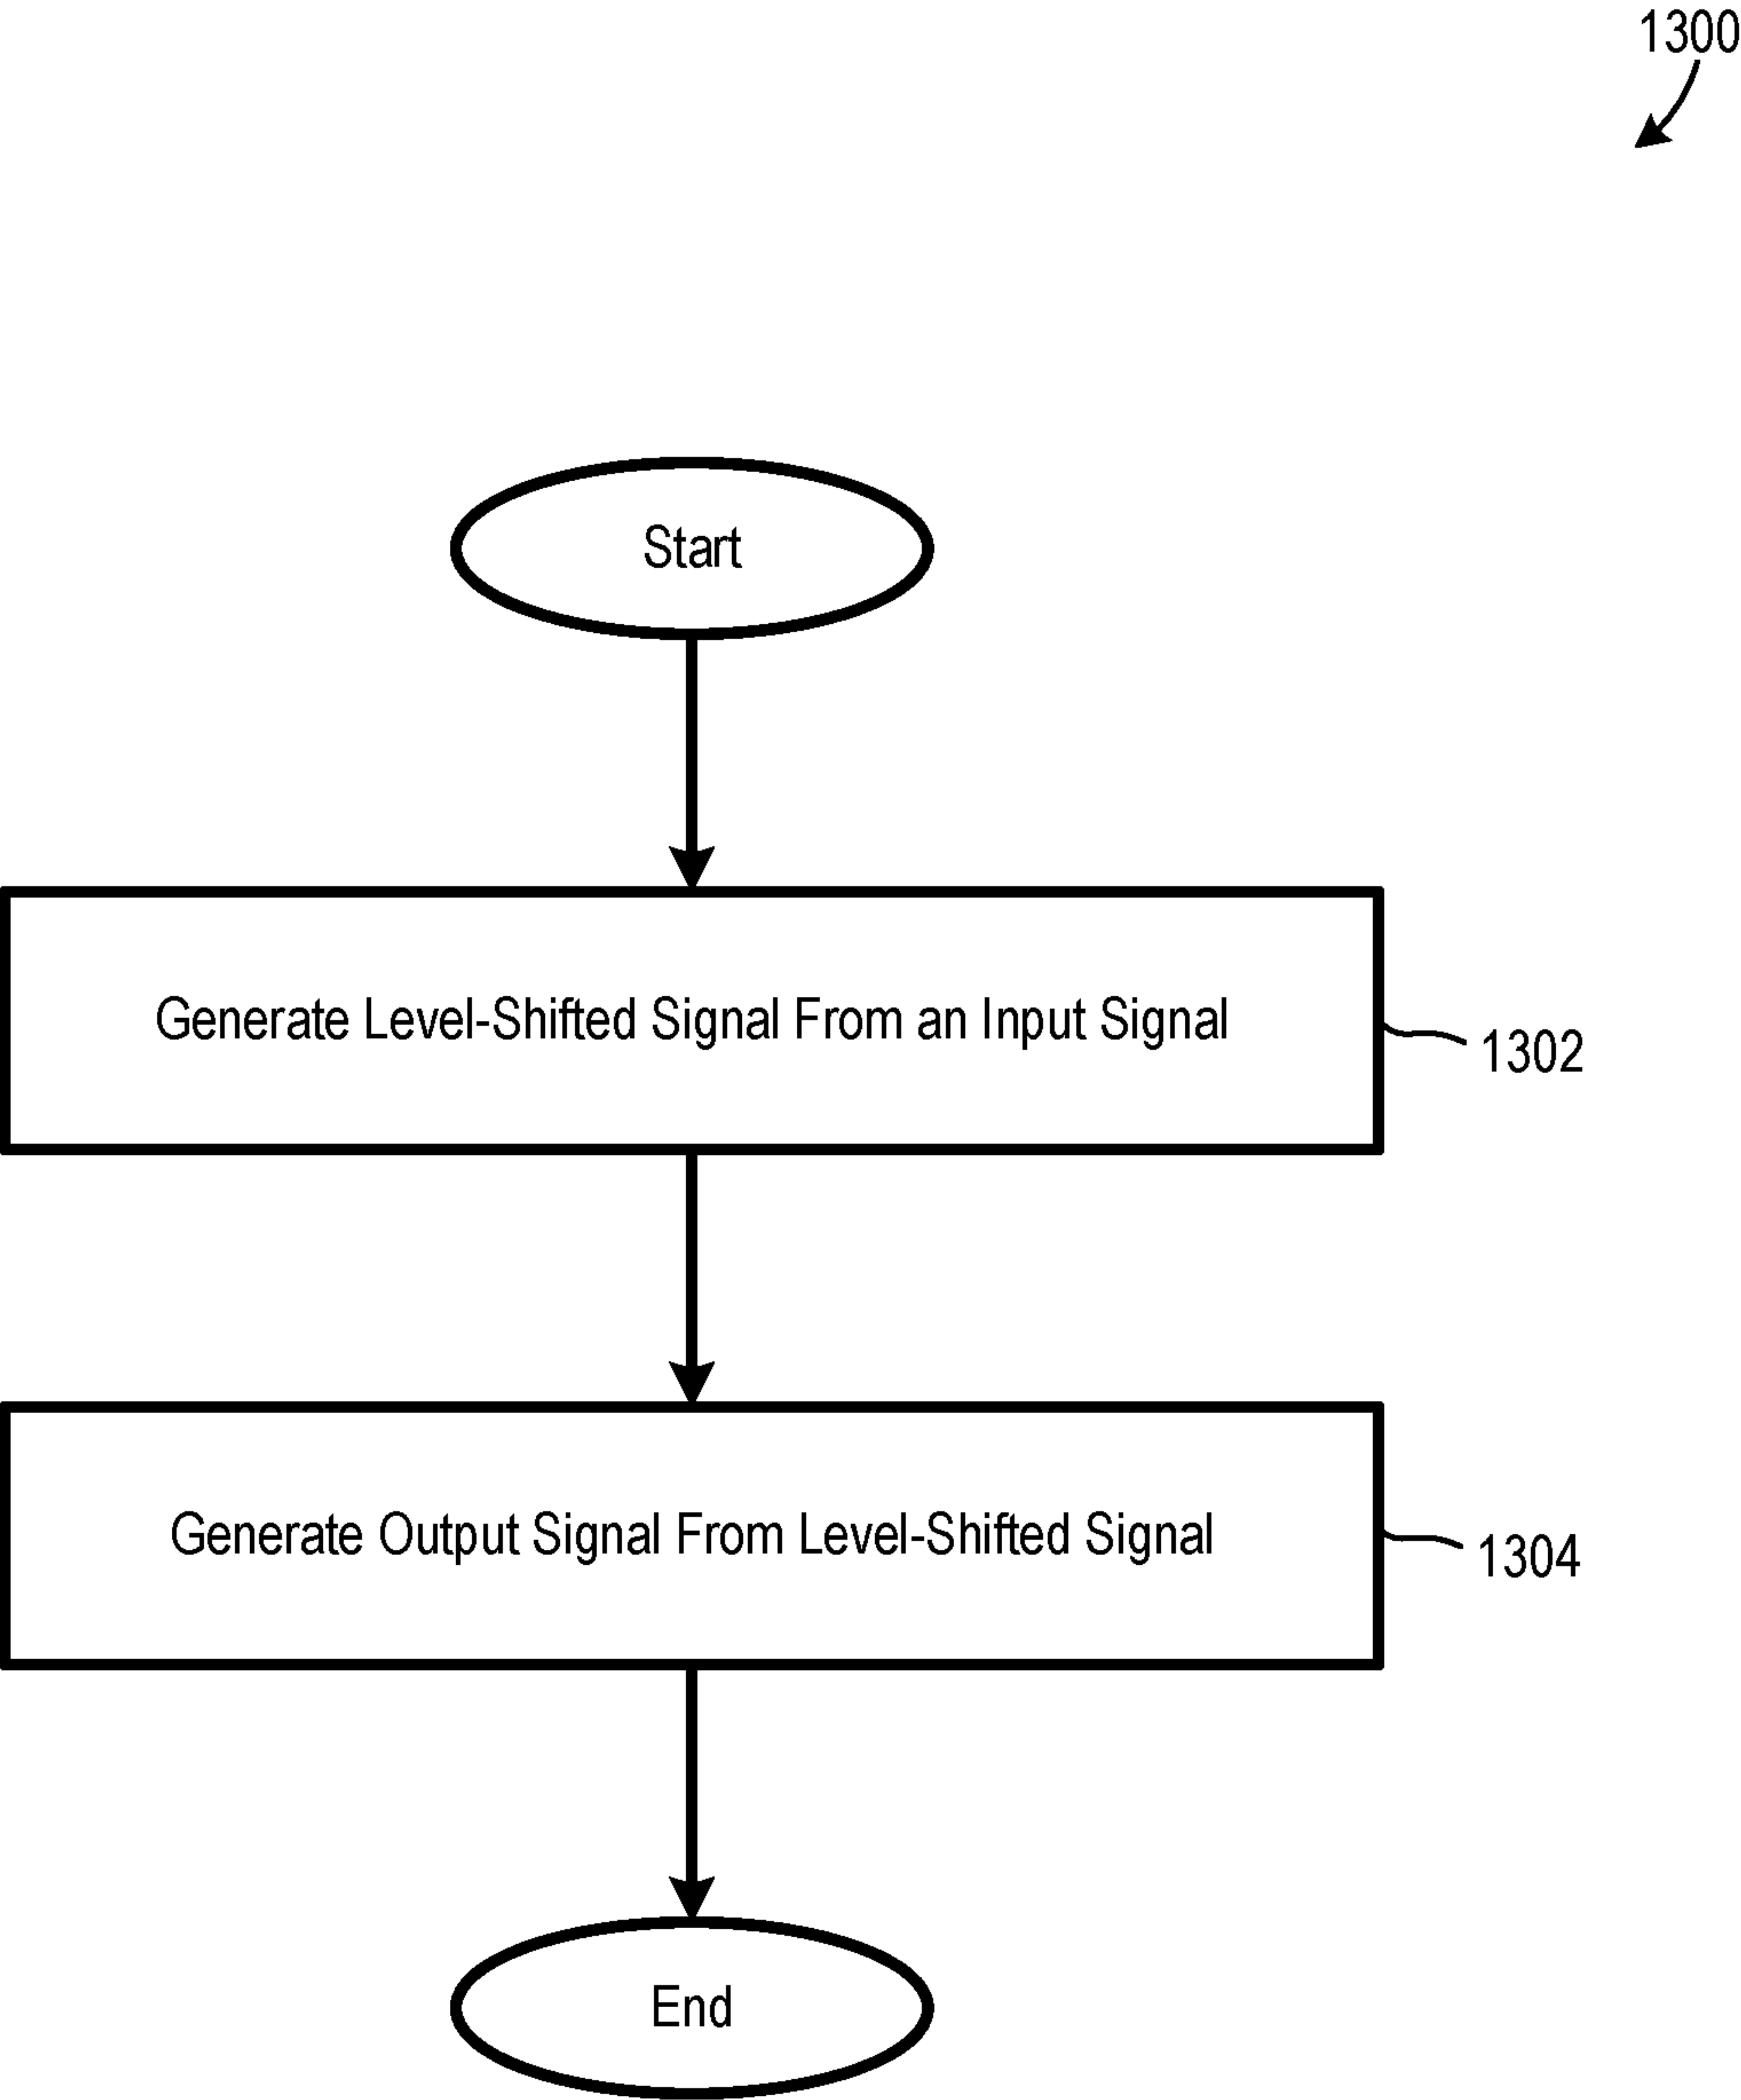 1300
Start
Generate Level-Shifted Signal From an Input Signal
1302
Generate Output Signal From Level-Shifted Signal
1304
End